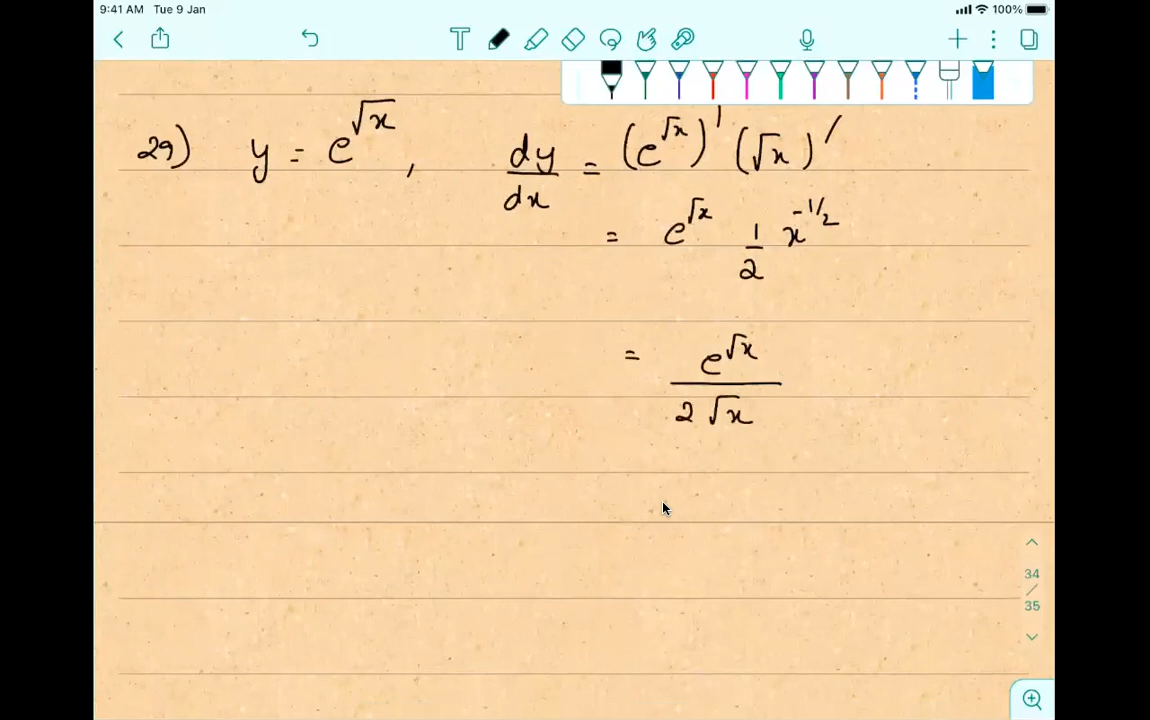 9:41 AM Tue 9 Jan 100%
29) y = e^√x , dy/dx = (e^√x)' (√x)'
= e^√x 1/2 x^-1/2
= e^√x / 2√x
34
/
35